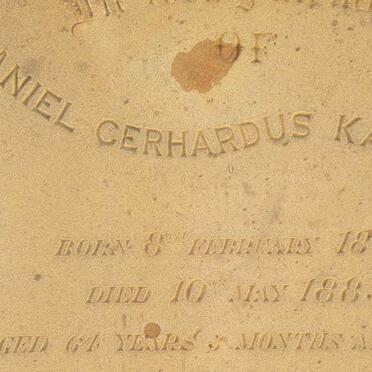 OF
ANIEL GERHARDUS KA
BORN 8TH FEBRUARY 18
DIED 10TH MAY 188
GED 64 YEARS 3 MONTHS A